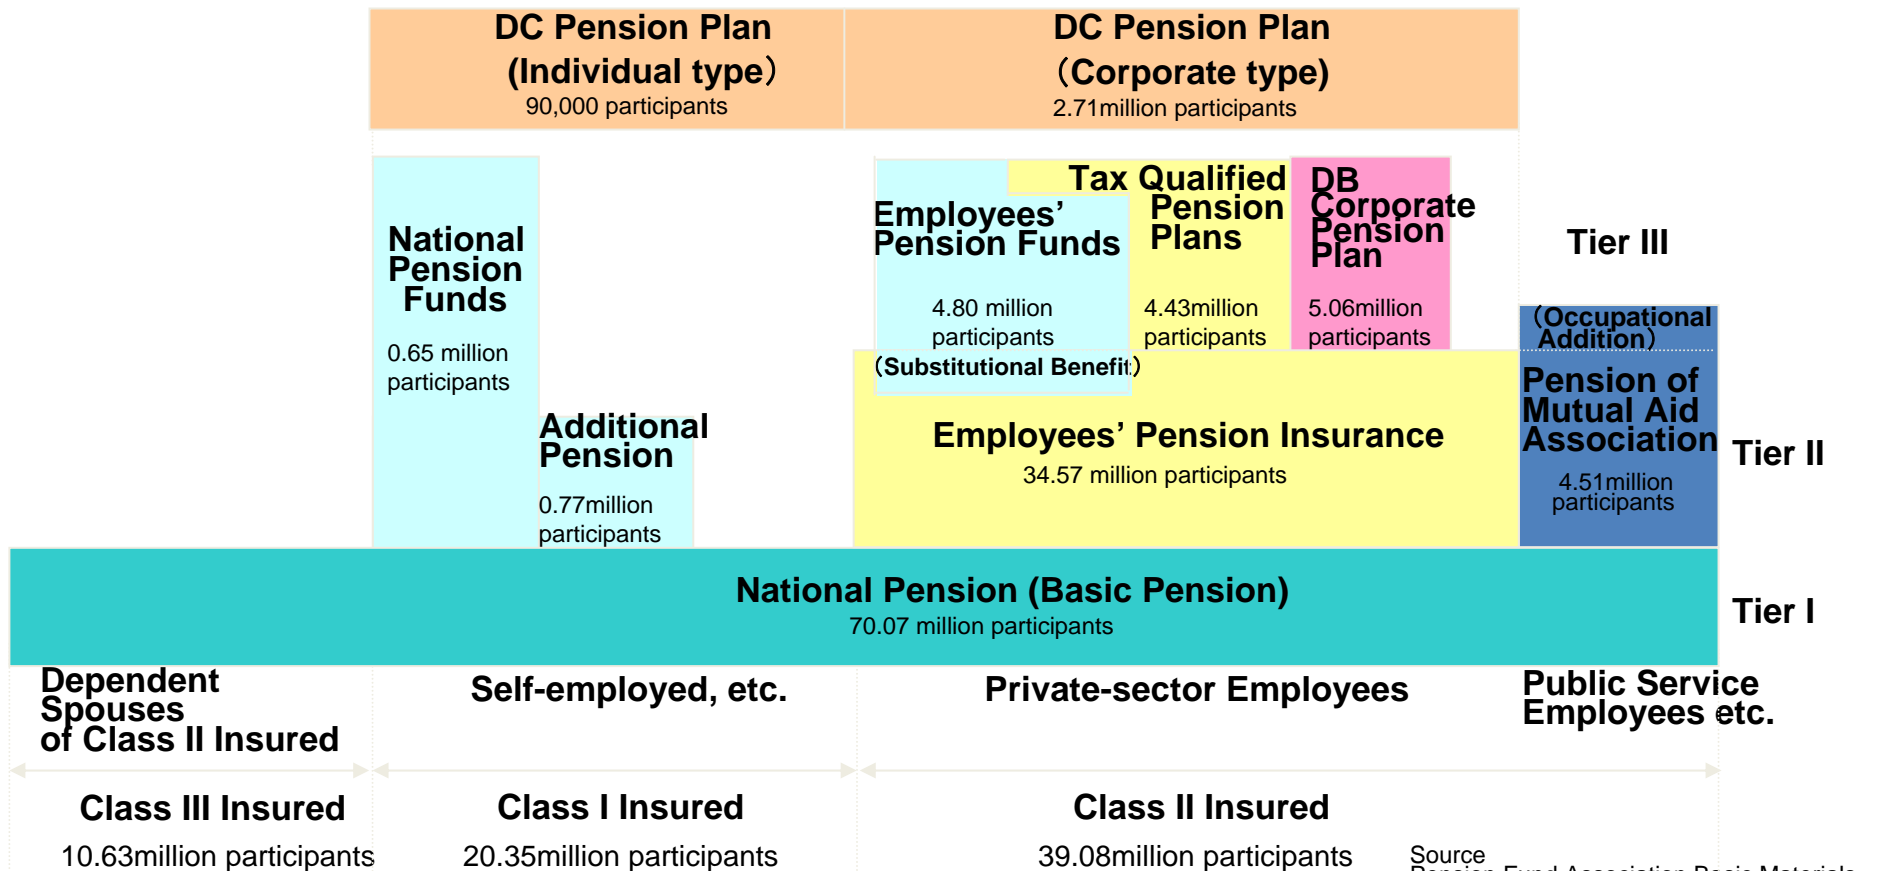 DC Pension Plan
(Individual type）
90,000 participants
DC Pension Plan
（Corporate type)
2.71million participants
National
Pension
Funds
0.65 million
participants
Additional
Pension
0.77million
participants
Employees’
Pension Funds
4.80 million
participants
（Substitutional Benefit）
Tax Qualified
Pension
Plans
4.43million
participants
DB
Corporate
Pension
Plan
5.06million
participants
Tier III
（Occupational
Addition）
Pension of
Mutual Aid
Association
4.51million
participants
Employees’ Pension Insurance
34.57 million participants
Tier II
National Pension (Basic Pension)
70.07 million participants
Tier I
Dependent
Spouses
of Class II Insured
Self-employed, etc.
Private-sector Employees
Public Service
Employees etc.
Class III Insured
10.63million participants
Class I Insured
20.35million participants
Class II Insured
39.08million participants
Source
Pension Fund Association Basic Materials